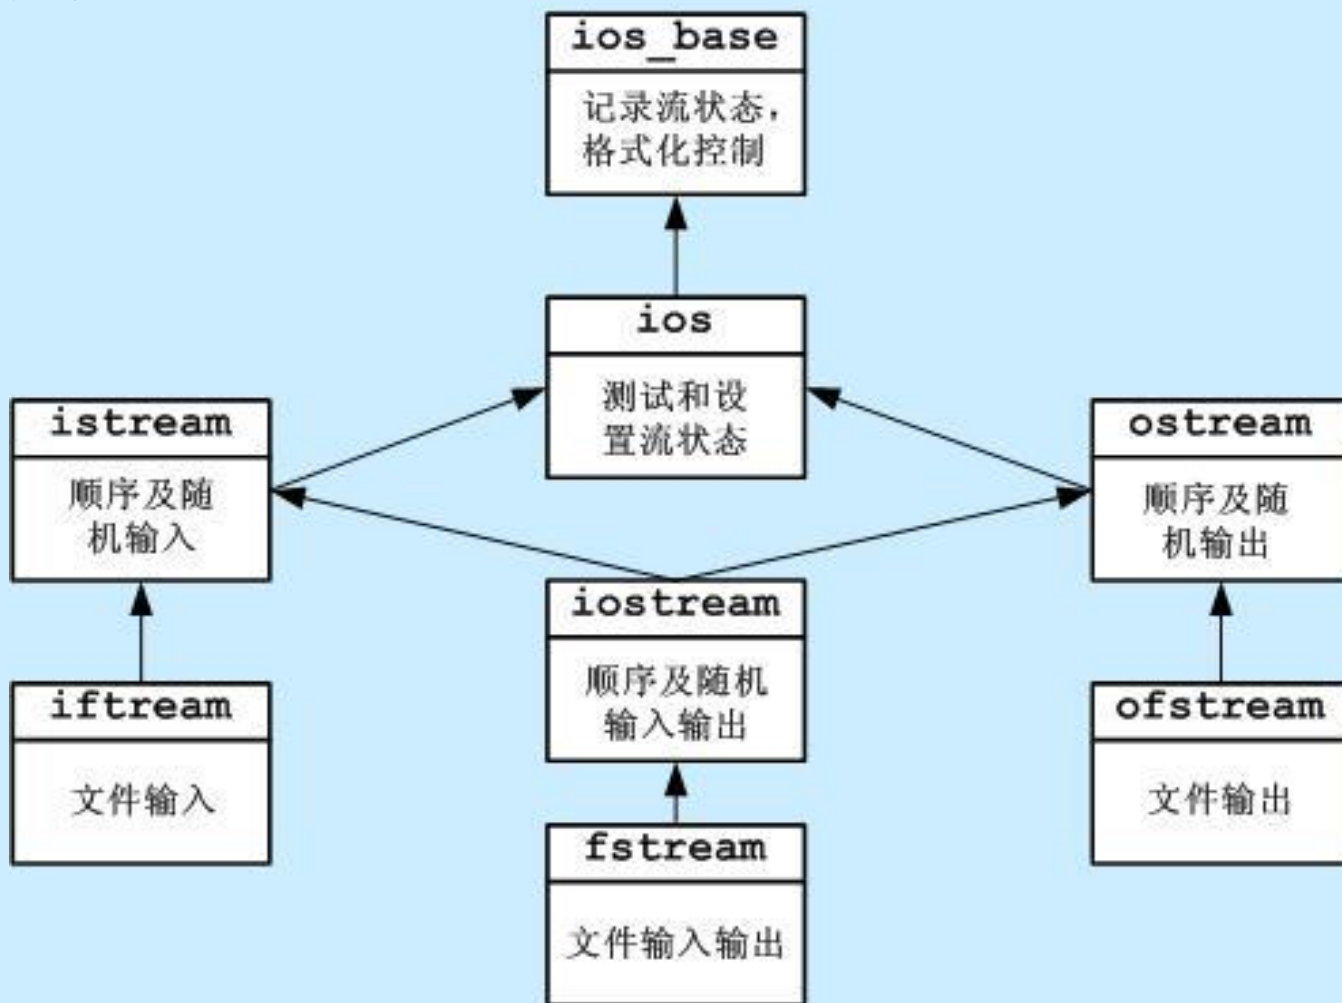 ios_base
记录流状态，
格式化控制
ios
测试和设
置流状态
istream
顺序及随
机输入
ostream
顺序及随
机输出
iostream
顺序及随机
输入输出
iftream
文件输入
ofstream
文件输出
fstream
文件输入输出